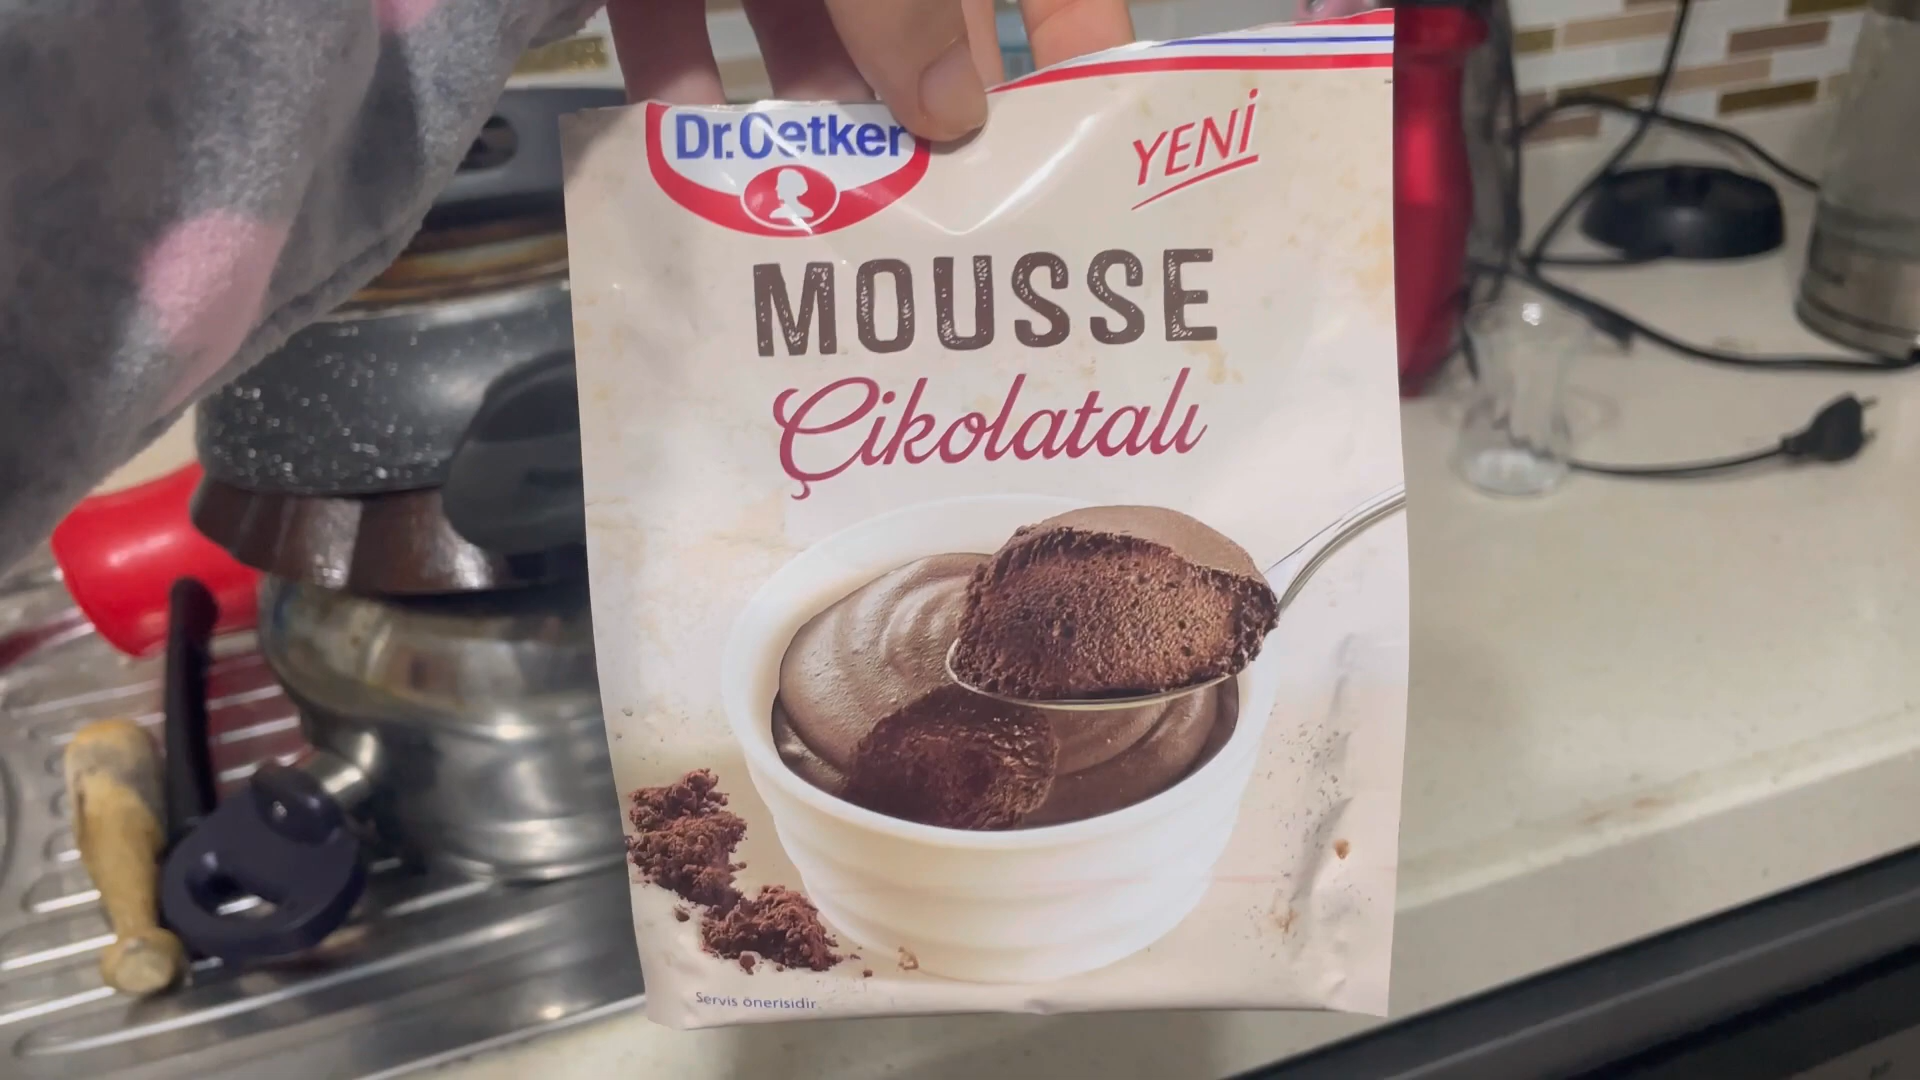 Dr. Oetker
YENİ
MOUSSE
Çikolatalı
Servis önerisidir.